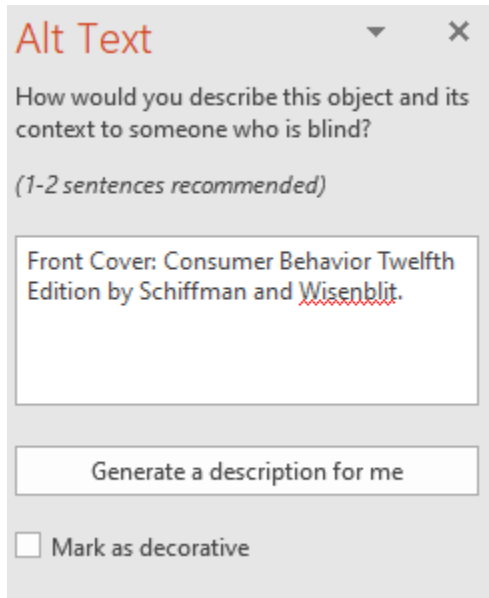 Alt Text
How would you describe this object and its
context to someone who is blind?
(1-2 sentences recommended)
Front Cover: Consumer Behavior Twelfth
Edition by Schiffman and Wisenblit.
Generate a description for me
Mark as decorative